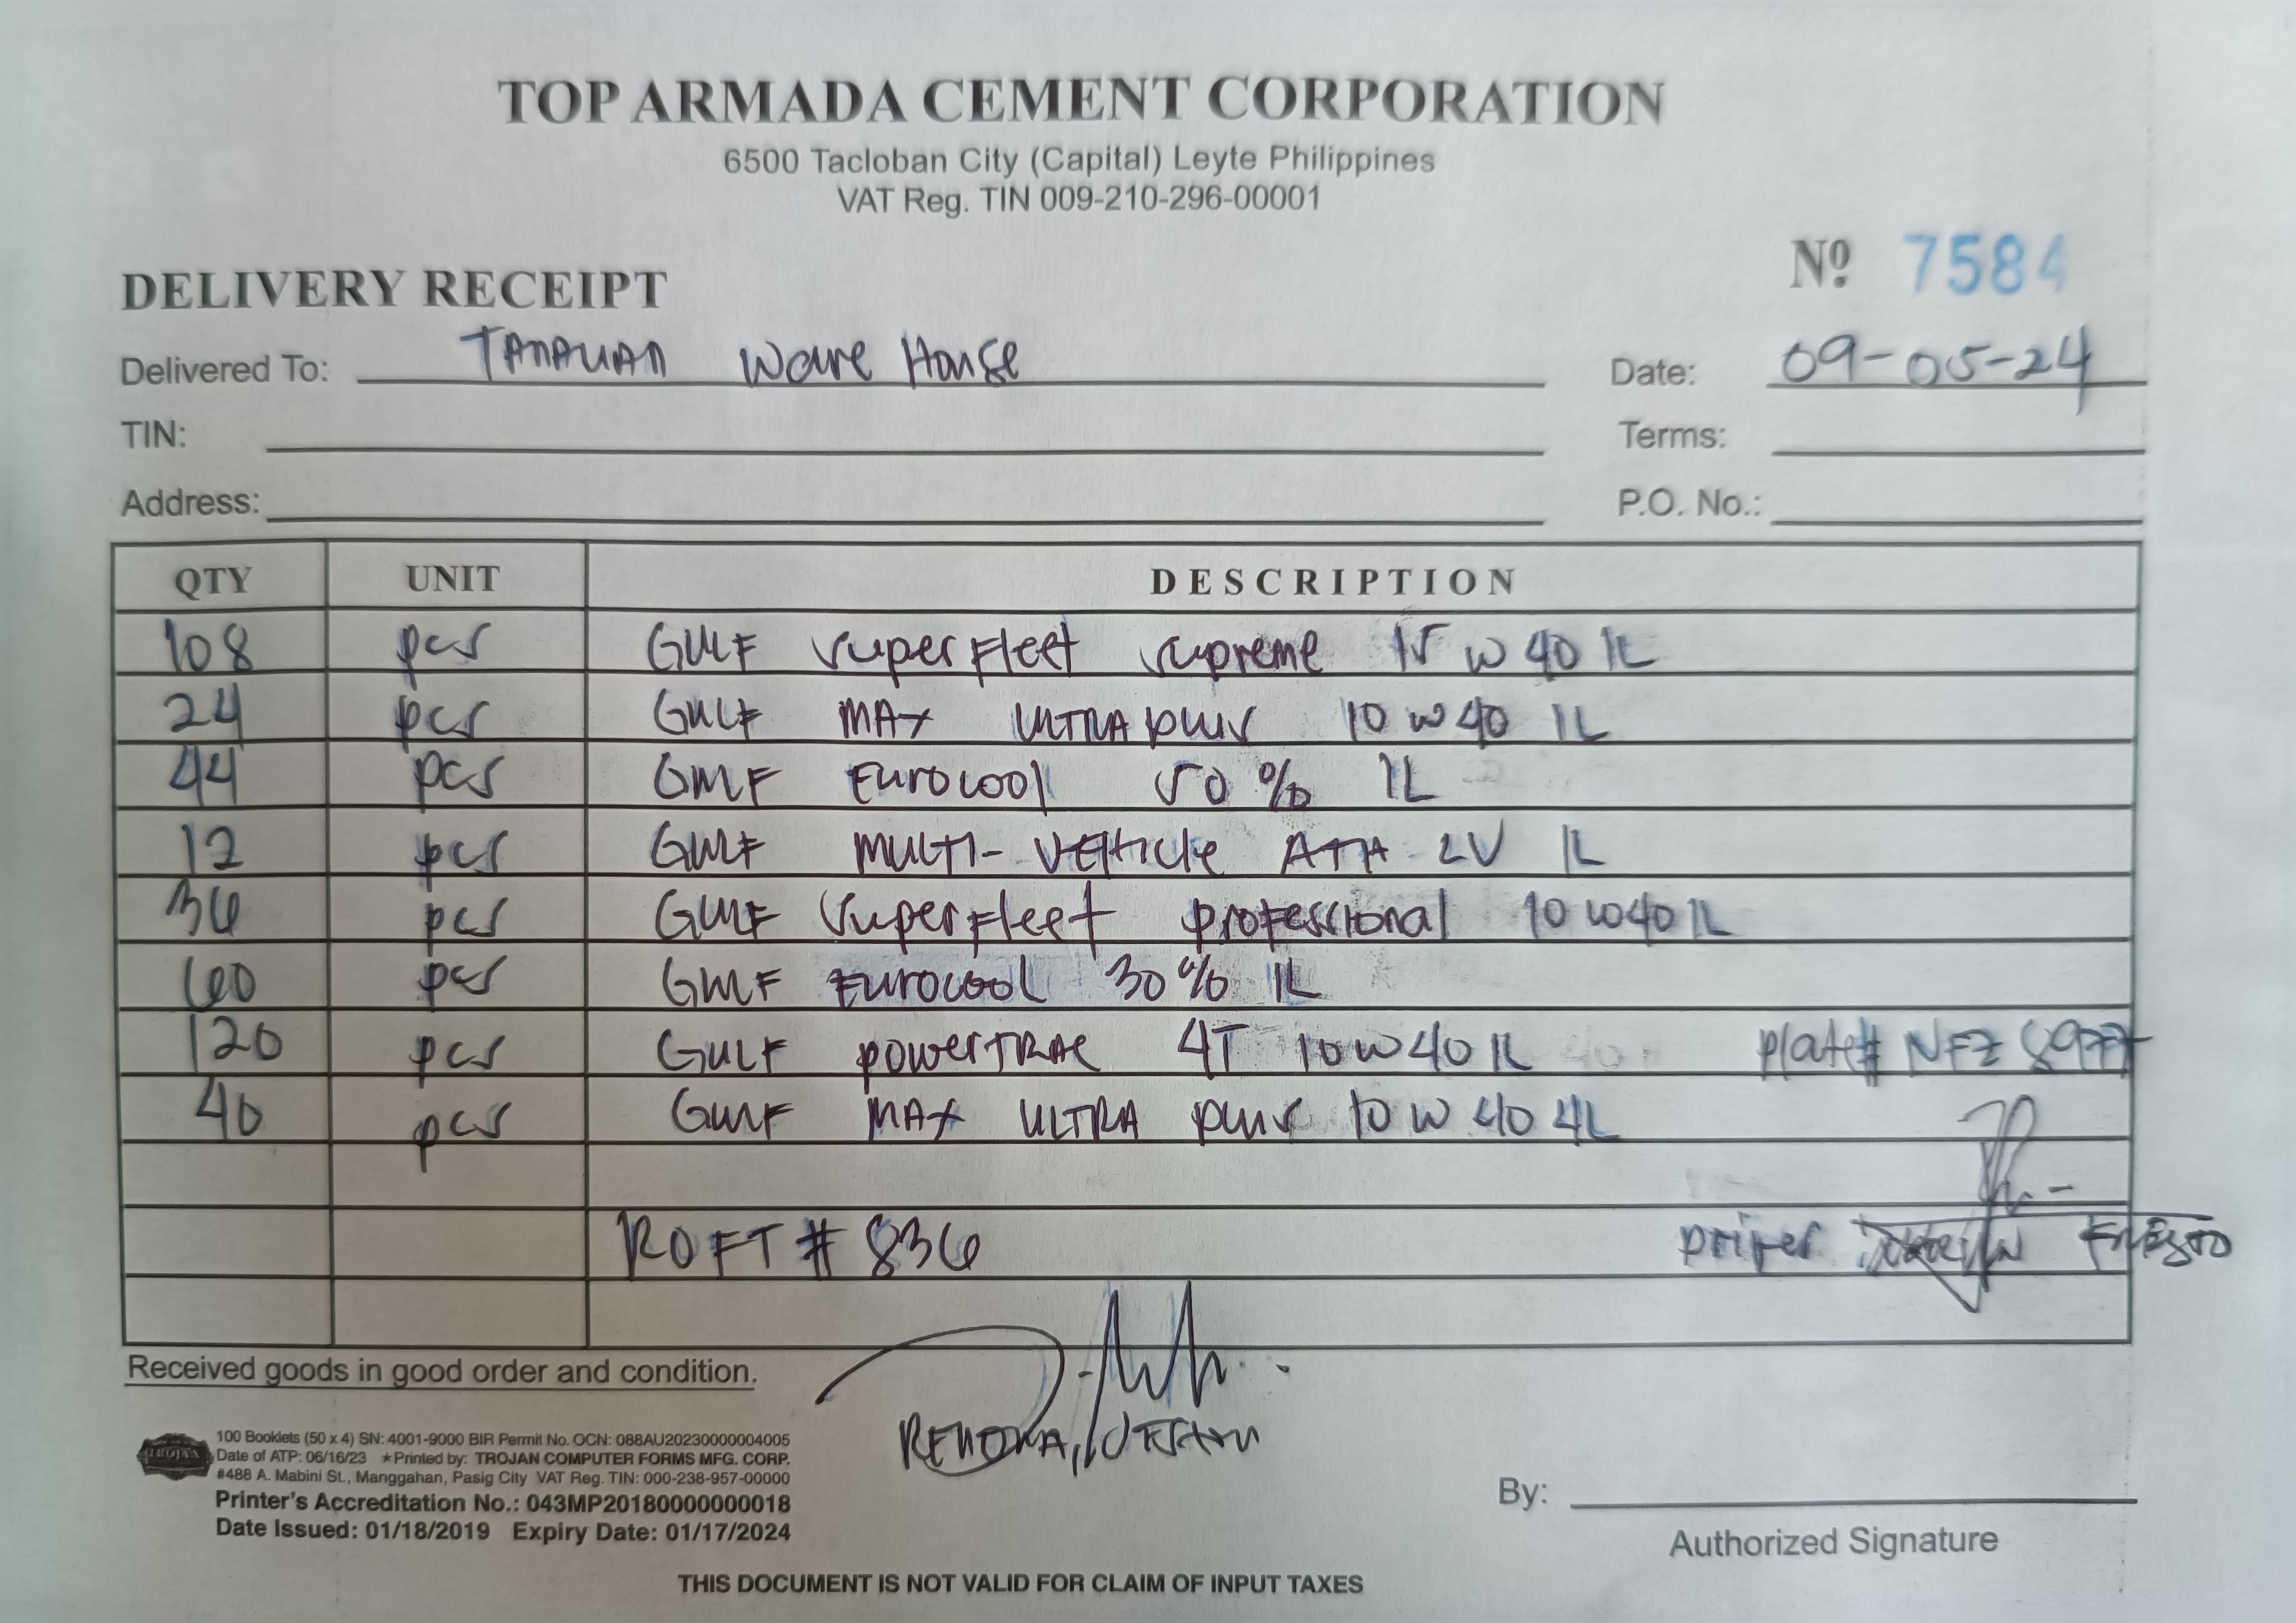 TOP ARMADA CEMENT CORPORATION
6500 Tacloban City (Capital) Leyte Philippines
VAT Reg. TIN 009-210-296-00001
Nº 7584
DELIVERY RECEIPT
Delivered To: TANAUAN Ware House Date: 09-05-24
TIN: Terms:
Address: P.O. No.:
QTY UNIT DESCRIPTION
108 pcs GULF superfleet supreme 15 W 40 1L
24 pcs GULF MAX ULTRA plus 10 W 40 1L
44 pcs GULF Eurocool 50 % 1L
12 pcs GULF MULTI-VEHICLE LV 1L
36 pcs GULF superfleet professional 10 W 40 1L
60 pcs GULF Eurocool 30 % 1L
120 pcs GULF powerTRAC 4T 10 W 40 1L plate# NFZ
40 pcs GULF MAX ULTRA plus 10 W 40 4L
ROFT # 836
Received goods in good order and condition.
100 Booklets (50 x 4) SN: 4001-9000 BIR Permit No. OCN: 088AU20230000004005
TROJAN Date of ATP: 06/16/23 ★Printed by: TROJAN COMPUTER FORMS MFG. CORP.
#488 A. Mabini St., Manggahan, Pasig City VAT Reg. TIN: 000-238-957-00000
Printer's Accreditation No.: 043MP20180000000018
Date Issued: 01/18/2019 Expiry Date: 01/17/2024
By:
Authorized Signature
THIS DOCUMENT IS NOT VALID FOR CLAIM OF INPUT TAXES